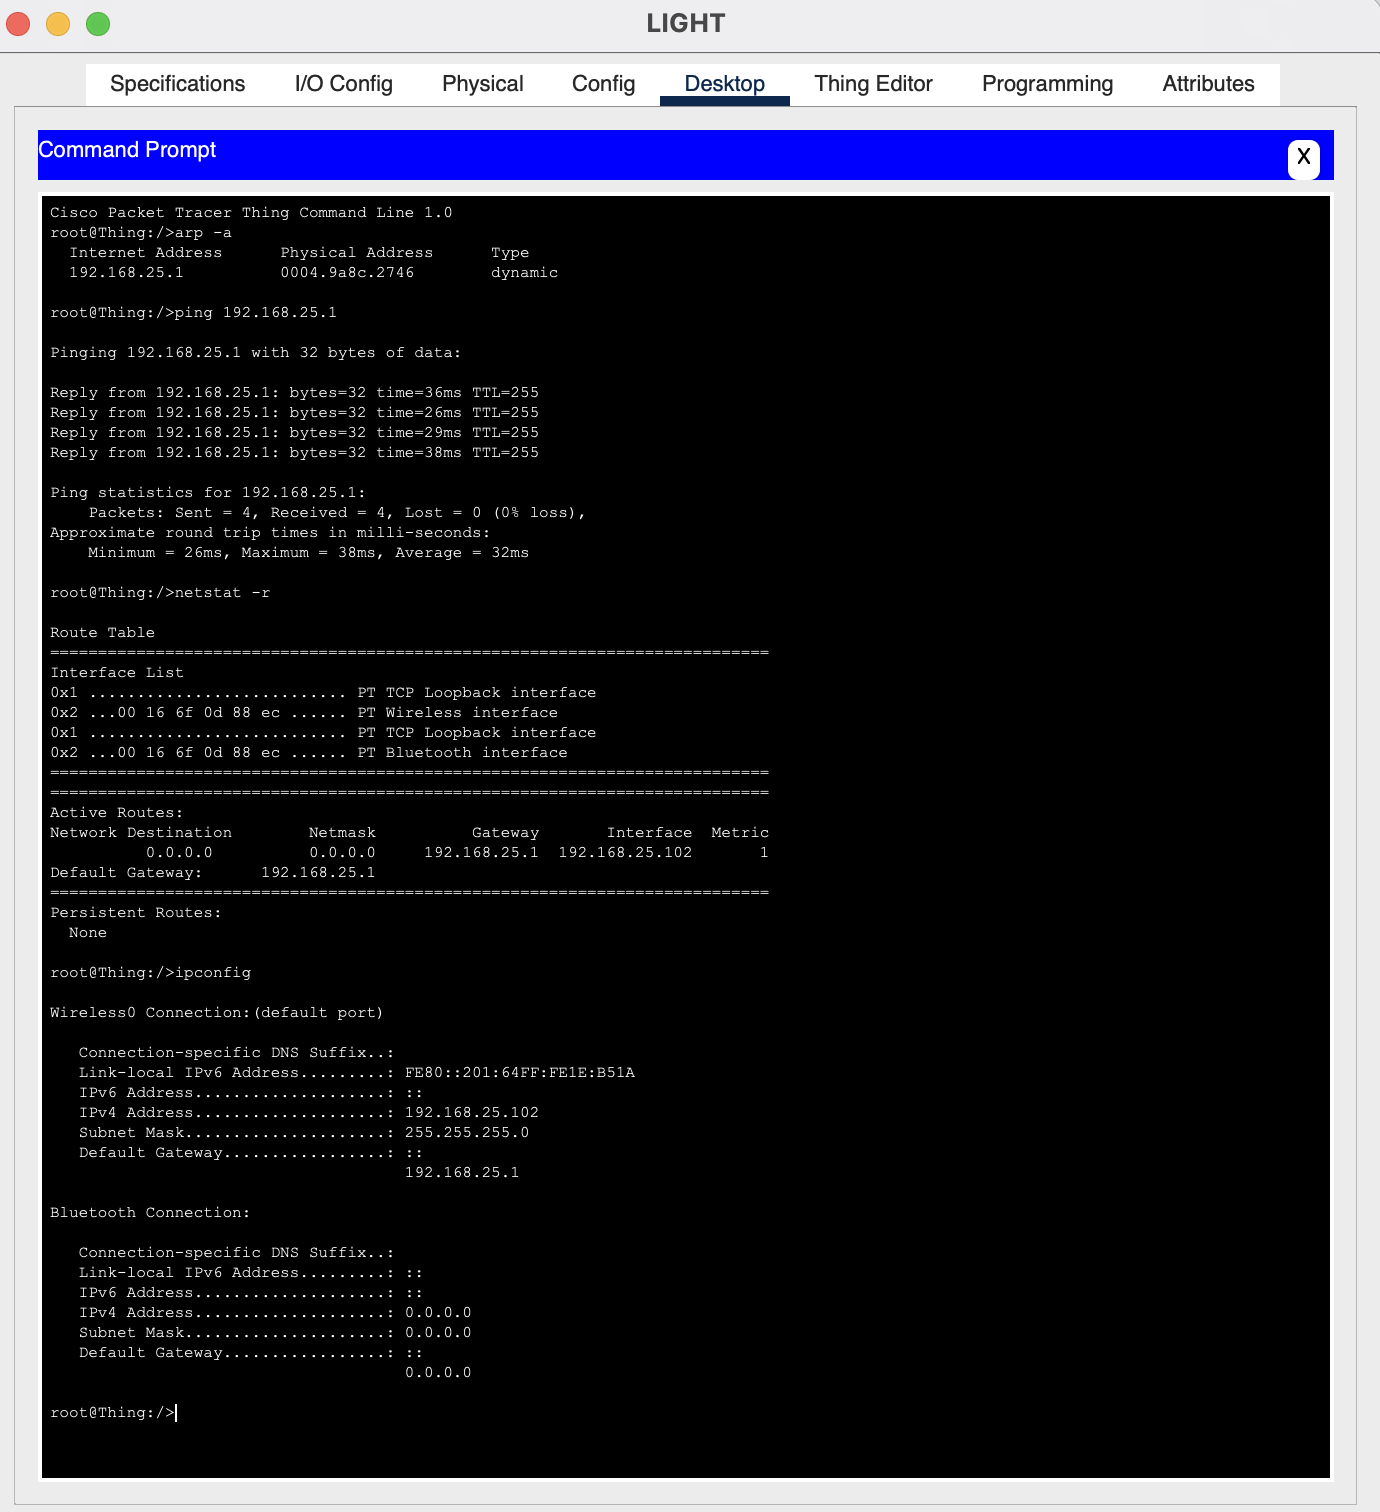 LIGHT
Specifications I/O Config Physical Config Desktop Thing Editor Programming Attributes
Command Prompt
X
Cisco Packet Tracer Thing Command Line 1.0
root@Thing:/>arp -a
  Internet Address      Physical Address      Type
  192.168.25.1          0004.9a8c.2746        dynamic

root@Thing:/>ping 192.168.25.1

Pinging 192.168.25.1 with 32 bytes of data:

Reply from 192.168.25.1: bytes=32 time=36ms TTL=255
Reply from 192.168.25.1: bytes=32 time=26ms TTL=255
Reply from 192.168.25.1: bytes=32 time=29ms TTL=255
Reply from 192.168.25.1: bytes=32 time=38ms TTL=255

Ping statistics for 192.168.25.1:
    Packets: Sent = 4, Received = 4, Lost = 0 (0% loss),
Approximate round trip times in milli-seconds:
    Minimum = 26ms, Maximum = 38ms, Average = 32ms

root@Thing:/>netstat -r

Route Table
===========================================================================
Interface List
0x1 ........................... PT TCP Loopback interface
0x2 ...00 16 6f 0d 88 ec ...... PT Wireless interface
0x1 ........................... PT TCP Loopback interface
0x2 ...00 16 6f 0d 88 ec ...... PT Bluetooth interface
===========================================================================
===========================================================================
Active Routes:
Network Destination        Netmask          Gateway       Interface  Metric
          0.0.0.0          0.0.0.0     192.168.25.1  192.168.25.102       1
Default Gateway:      192.168.25.1
===========================================================================
Persistent Routes:
  None

root@Thing:/>ipconfig

Wireless0 Connection:(default port)

   Connection-specific DNS Suffix..:
   Link-local IPv6 Address.........: FE80::201:64FF:FE1E:B51A
   IPv6 Address....................: ::
   IPv4 Address....................: 192.168.25.102
   Subnet Mask.....................: 255.255.255.0
   Default Gateway.................: ::
                                     192.168.25.1

Bluetooth Connection:

   Connection-specific DNS Suffix..:
   Link-local IPv6 Address.........: ::
   IPv6 Address....................: ::
   IPv4 Address....................: 0.0.0.0
   Subnet Mask.....................: 0.0.0.0
   Default Gateway.................: ::
                                     0.0.0.0

root@Thing:/>